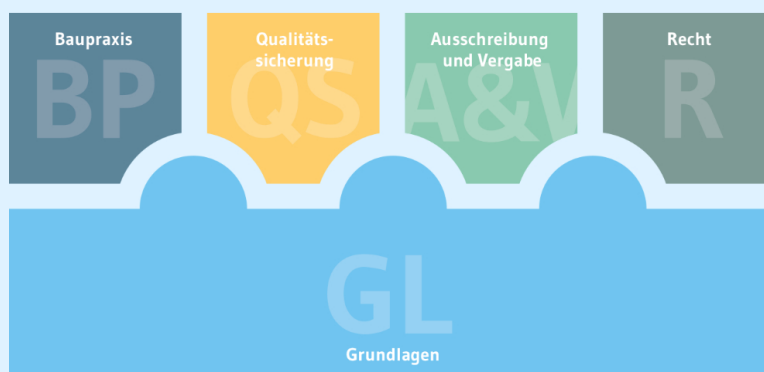 Baupraxis
BP
Qualitäts-
sicherung
QS
Ausschreibung
und Vergabe
A&V
Recht
R
GL
Grundlagen